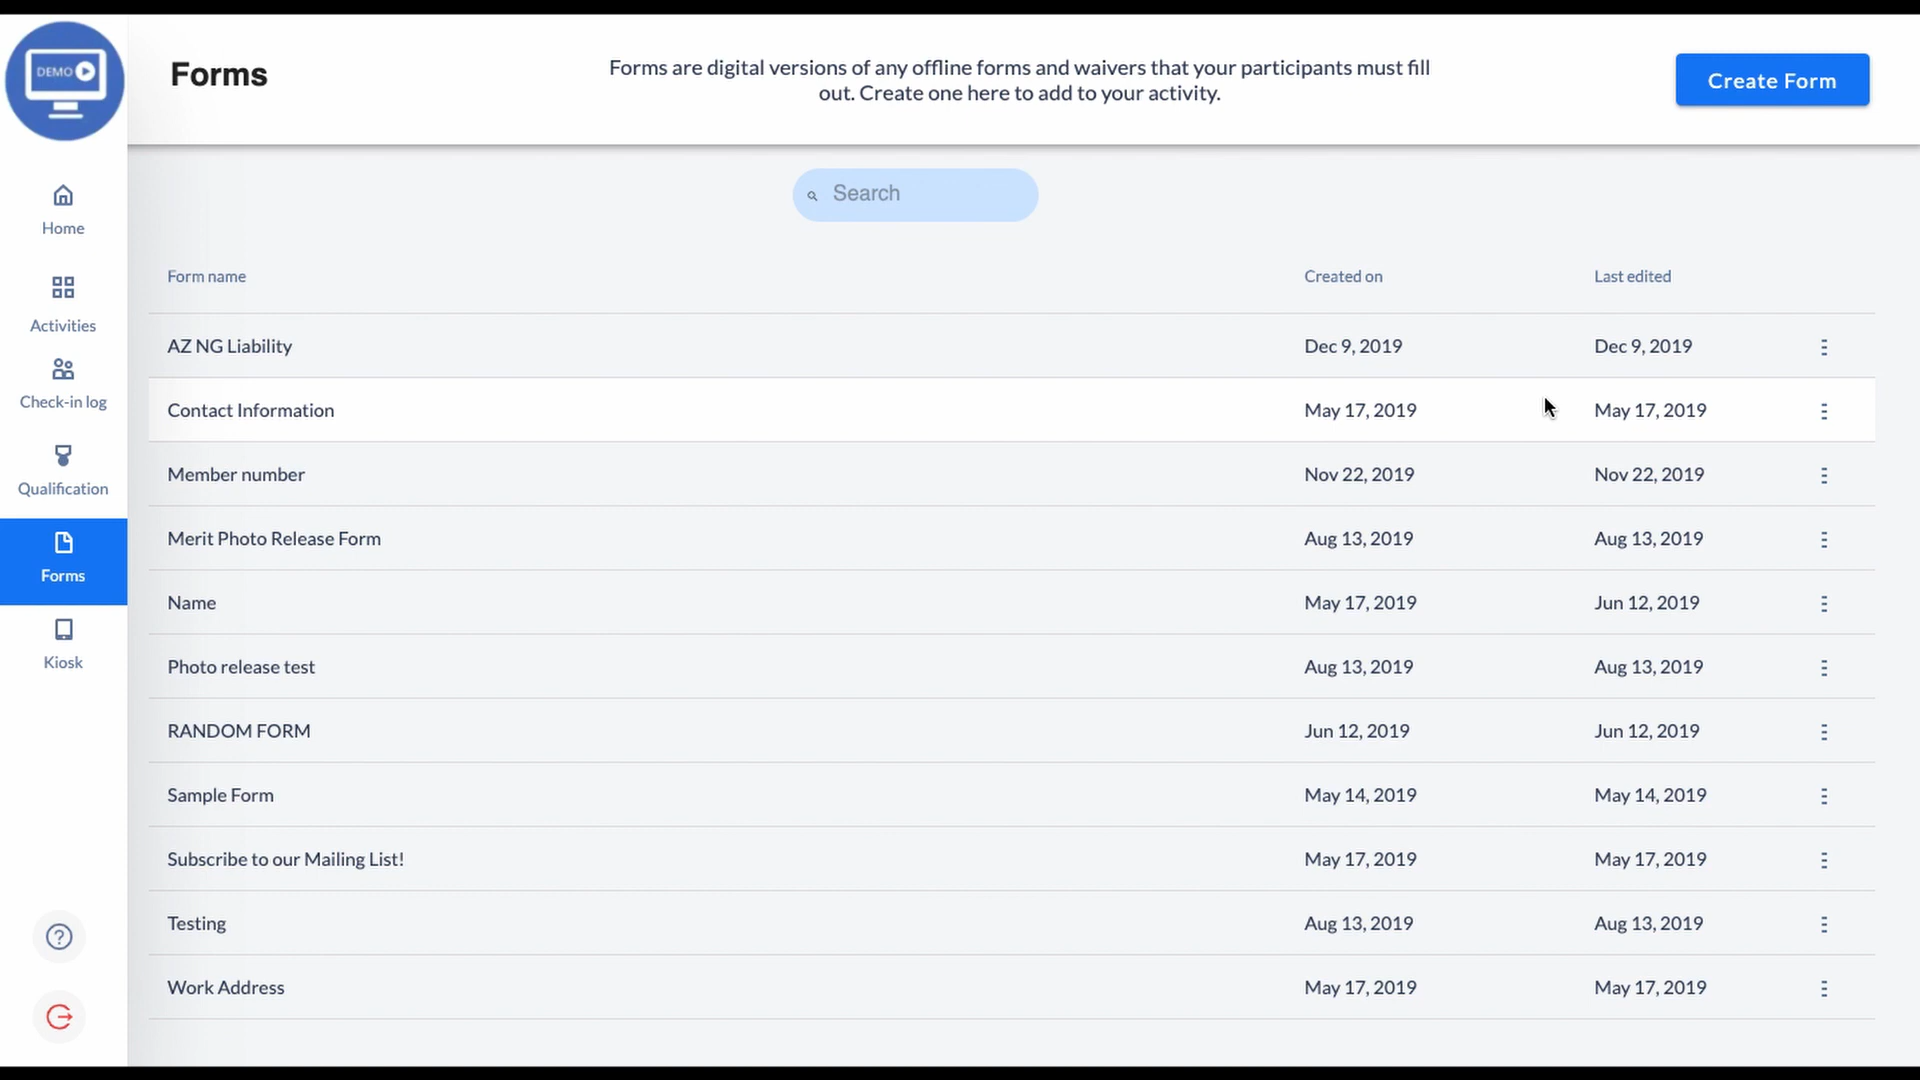 DEMO
Forms
Forms are digital versions of any offline forms and waivers that your participants must fill
out. Create one here to add to your activity.
Create Form
Search
Home
Activities
Check-in log
Qualification
Forms
Kiosk
Form name Created on Last edited
AZ NG Liability Dec 9, 2019 Dec 9, 2019
Contact Information May 17, 2019 May 17, 2019
Member number Nov 22, 2019 Nov 22, 2019
Merit Photo Release Form Aug 13, 2019 Aug 13, 2019
Name May 17, 2019 Jun 12, 2019
Photo release test Aug 13, 2019 Aug 13, 2019
RANDOM FORM Jun 12, 2019 Jun 12, 2019
Sample Form May 14, 2019 May 14, 2019
Subscribe to our Mailing List! May 17, 2019 May 17, 2019
Testing Aug 13, 2019 Aug 13, 2019
Work Address May 17, 2019 May 17, 2019